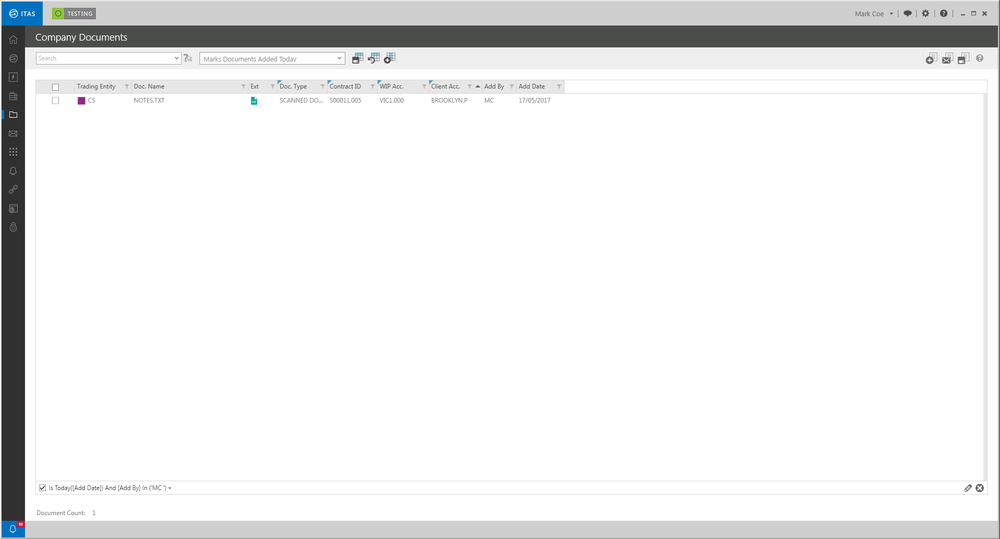 ITAS TESTING Mark Coe
Company Documents
Search Marks Documents Added Today
Trading Entity Doc. Name Ext Doc. Type Contract ID WIP Acc. Client Acc. Add By Add Date
CS NOTES.TXT TXT SCANNED DO... S00011.005 VIC1.000 BROOKLYN.P MC 17/05/2017
Is Today([Add Date]) And [Add By] In ('MC ')
Document Count: 1
92